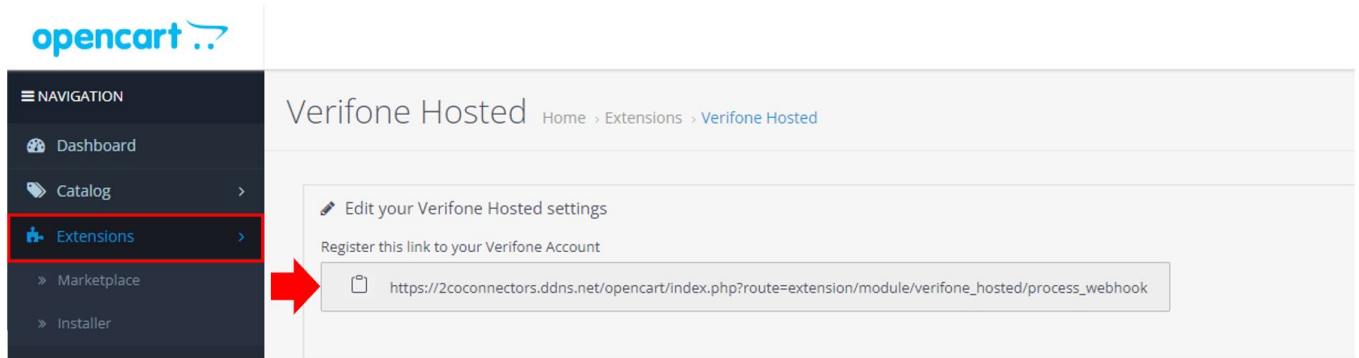 opencart
NAVIGATION
Verifone Hosted Home › Extensions › Verifone Hosted
Dashboard
Catalog
Edit your Verifone Hosted settings
Extensions
Register this link to your Verifone Account
Marketplace
https://2coconnectors.ddns.net/opencart/index.php?route=extension/module/verifone_hosted/process_webhook
Installer